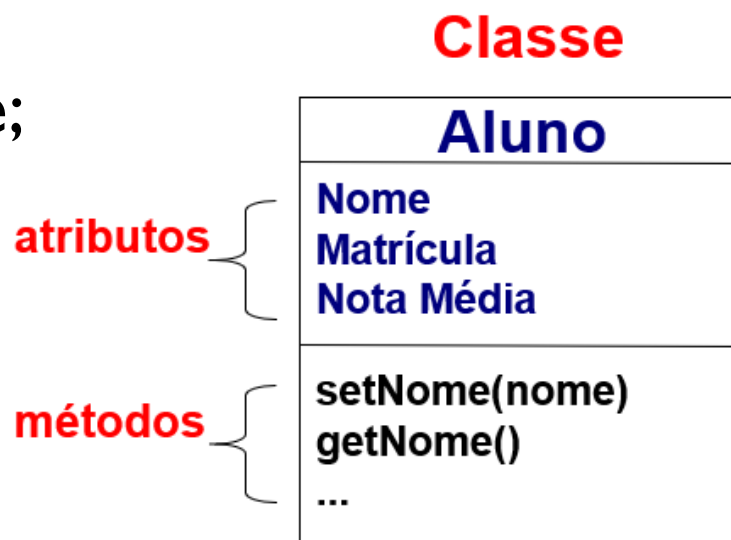 Classe
e;
Aluno
atributos
Nome
Matrícula
Nota Média
métodos
setNome(nome)
getNome()
...